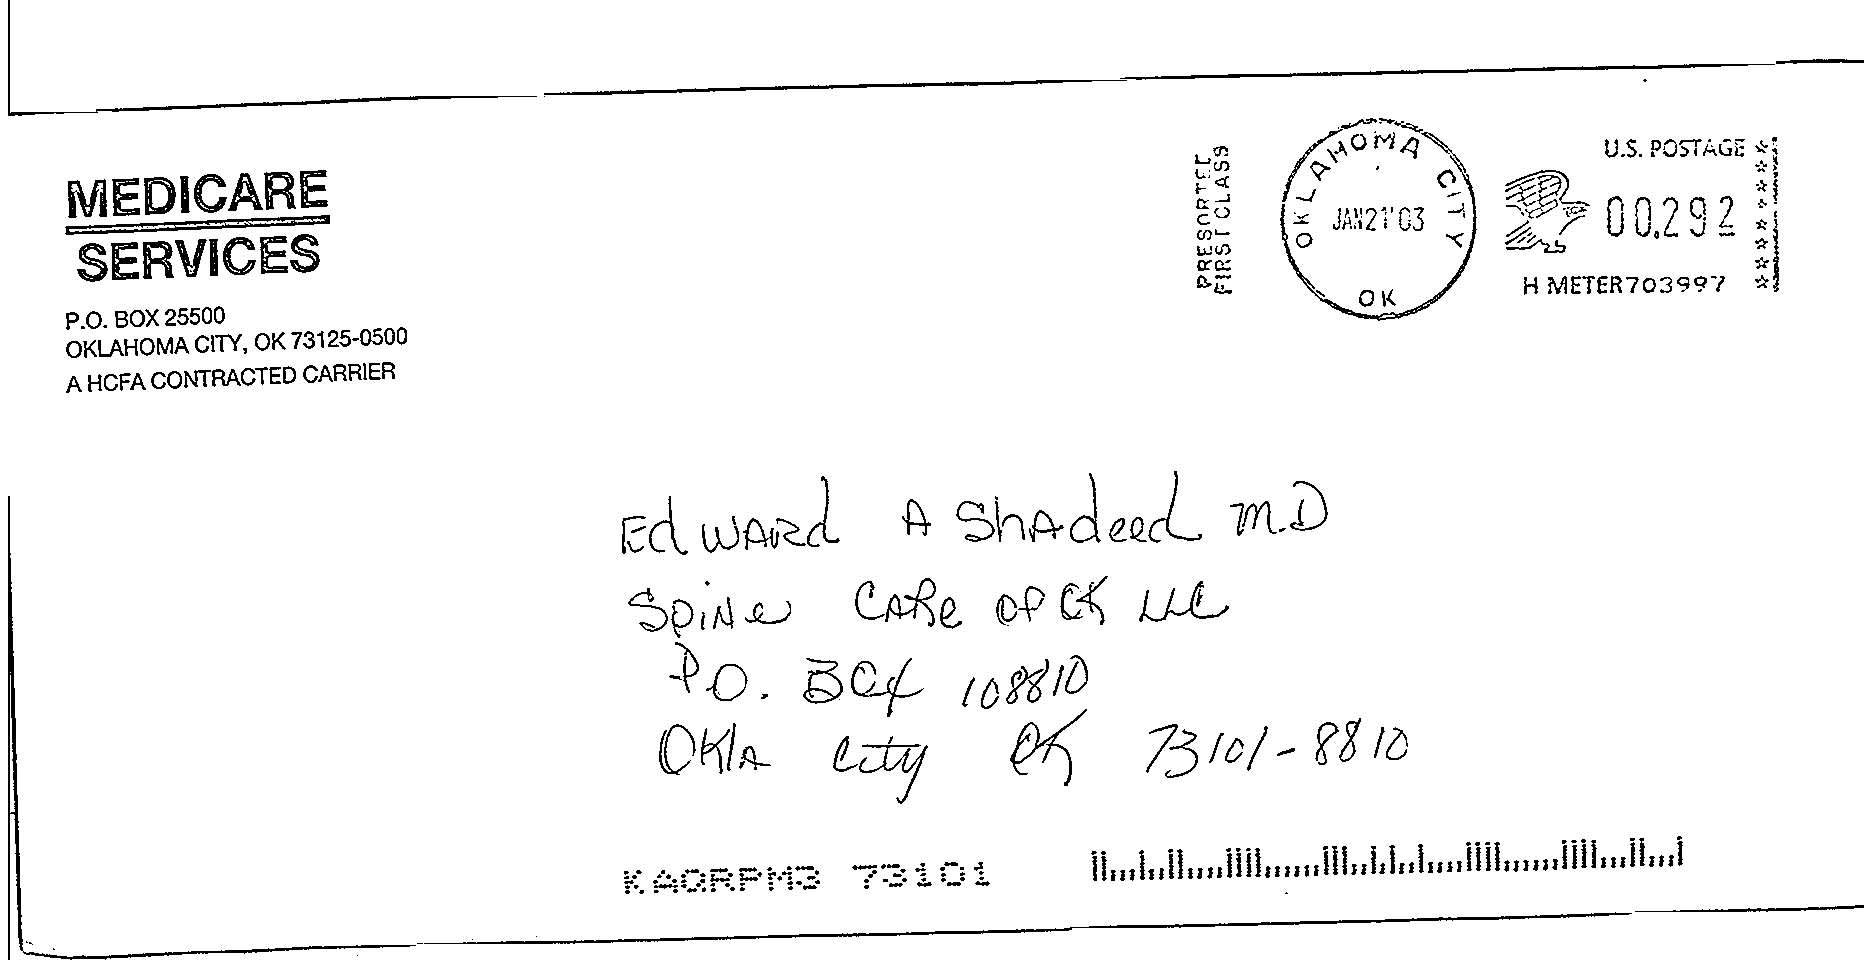 MEDICARE
SERVICES
P.O. BOX 25500
OKLAHOMA CITY, OK 73125-0500
A HCFA CONTRACTED CARRIER
PRESORTED
FIRST CLASS
OKLAHOMA CITY
JAN 21 '03
OK
U.S. POSTAGE
00.292
H METER 703997
Edward A Shadeed M.D
Spine Care of OK LLC
P.O. BOX 108810
Okla City OK 73101-8810
KAQRPM3 73101